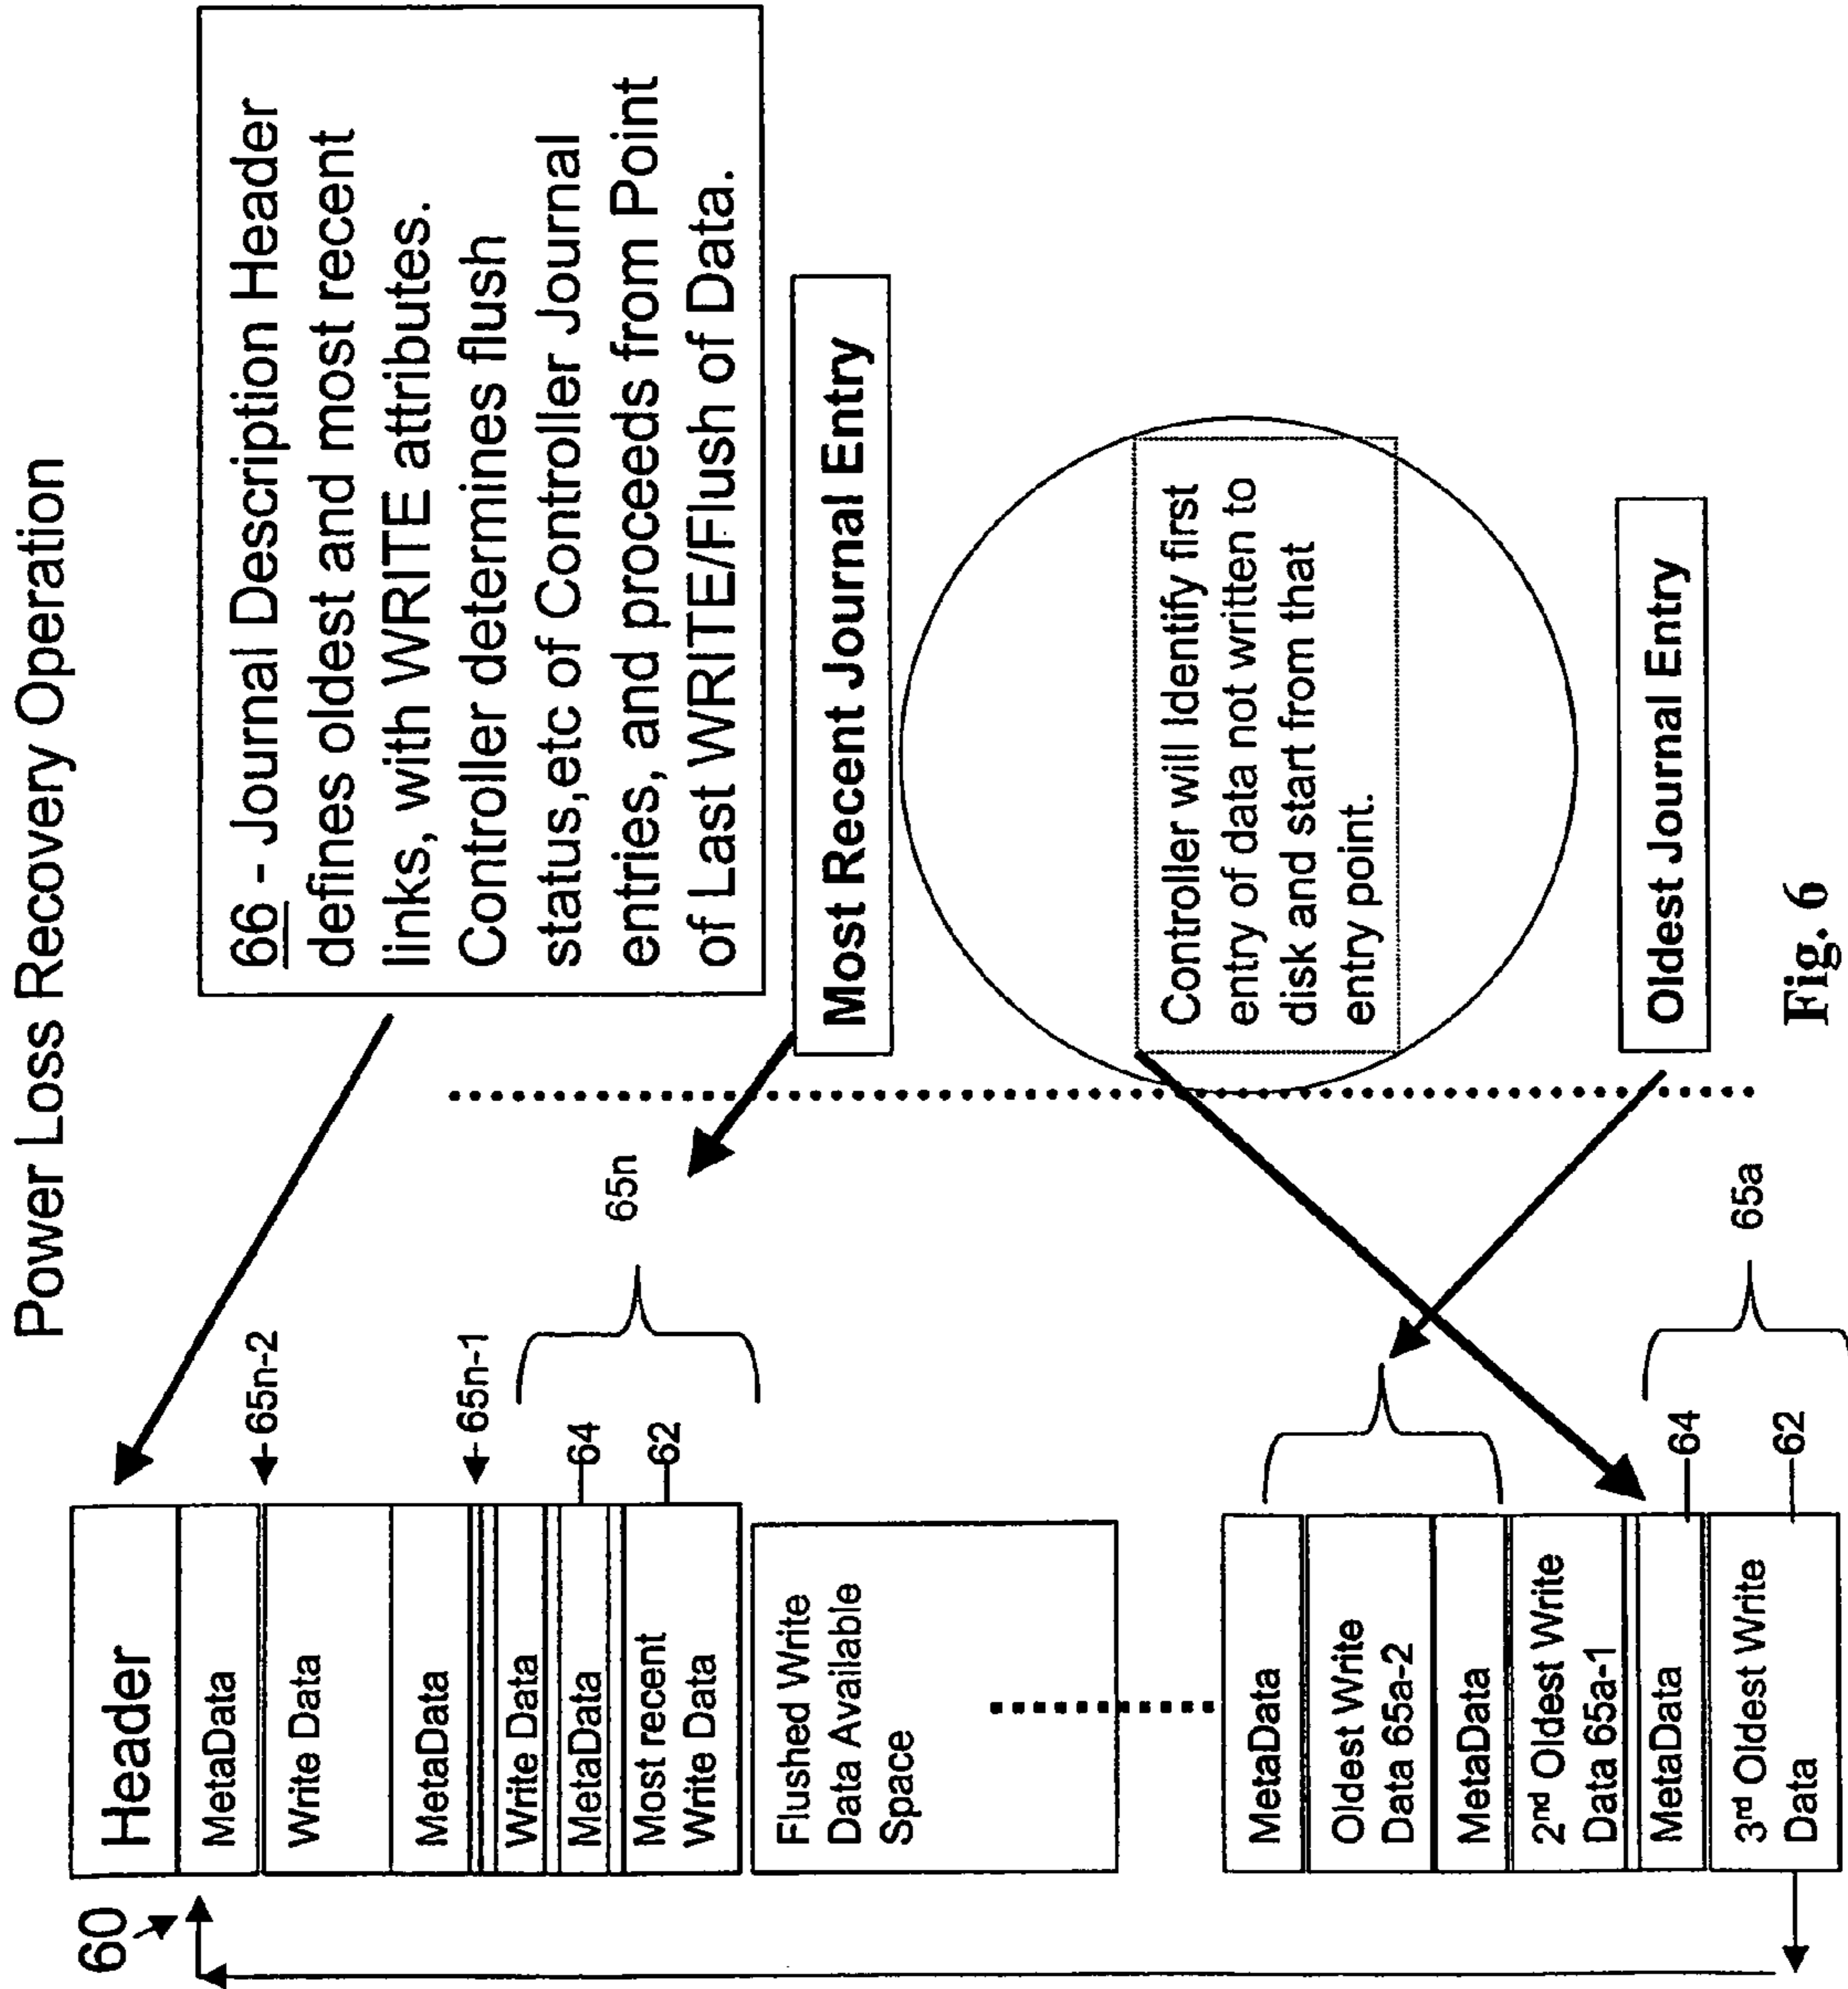 Power Loss Recovery Operation
60
Header
MetaData
65n-2
Write Data
MetaData
65n-1
Write Data
MetaData
64
Most recent
Write Data
62
65n
Flushed Write
Data Available
Space
MetaData
Oldest Write
Data 65a-2
MetaData
2nd Oldest Write
Data 65a-1
MetaData
64
3rd Oldest Write
Data
62
65a
66 - Journal Description Header
defines oldest and most recent
links, with WRITE attributes.
Controller determines flush
status,etc of Controller Journal
entries, and proceeds from Point
of Last WRITE/Flush of Data.
Most Recent Journal Entry
Controller will Identify first
entry of data not written to
disk and start from that
entry point.
Oldest Journal Entry
Fig. 6